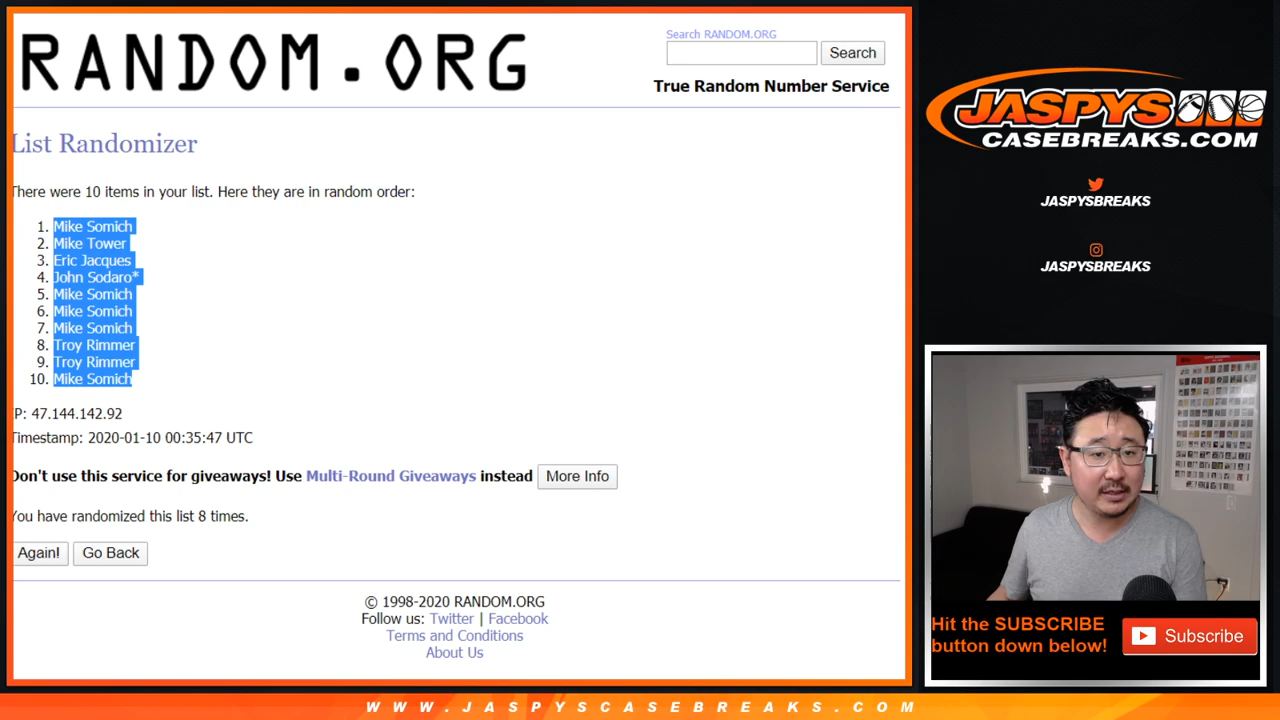 RANDOM.ORG
Search RANDOM.ORG
Search
True Random Number Service
List Randomizer
There were 10 items in your list. Here they are in random order:
1. Mike Somich
2. Mike Tower
3. Eric Jacques
4. John Sodaro*
5. Mike Somich
6. Mike Somich
7. Mike Somich
8. Troy Rimmer
9. Troy Rimmer
10. Mike Somich
IP: 47.144.142.92
Timestamp: 2020-01-10 00:35:47 UTC
Don't use this service for giveaways! Use Multi-Round Giveaways instead More Info
You have randomized this list 8 times.
Again! Go Back
© 1998-2020 RANDOM.ORG
Follow us: Twitter | Facebook
Terms and Conditions
About Us
JASPYS
CASEBREAKS.COM
JASPYSBREAKS
JASPYSBREAKS
Hit the SUBSCRIBE
button down below!
Subscribe
WWW.JASPYSCASEBREAKS.COM